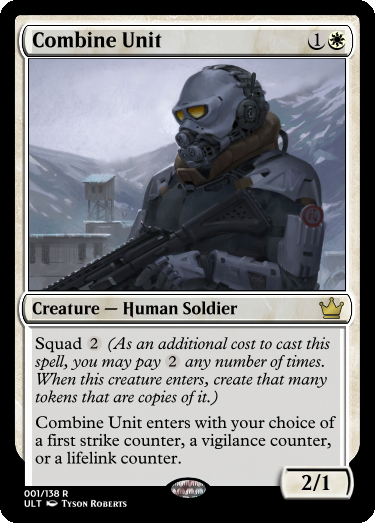 Combine Unit 1
Creature — Human Soldier
Squad 2 (As an additional cost to cast this
spell, you may pay 2 any number of times.
When this creature enters, create that many
tokens that are copies of it.)
Combine Unit enters with your choice of
a first strike counter, a vigilance counter,
or a lifelink counter.
2/1
001/138 R
ULT Tyson Roberts